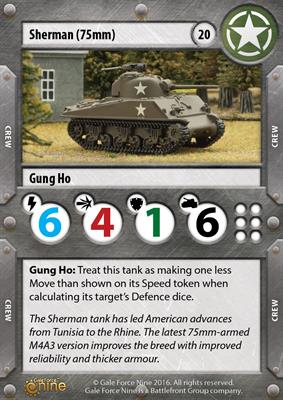 Sherman (75mm)
20
CREW
CREW
Gung Ho
6
4
1
6
Gung Ho: Treat this tank as making one less
Move than shown on its Speed token when
calculating its target's Defence dice.
The Sherman tank has led American advances
from Tunisia to the Rhine. The latest 75mm-armed
M4A3 version improves the breed with improved
reliability and thicker armour.
CREW
CREW
GaleForce
nine
© Gale Force Nine 2016. All rights reserved.
Gale Force Nine is a Battlefront Group company.